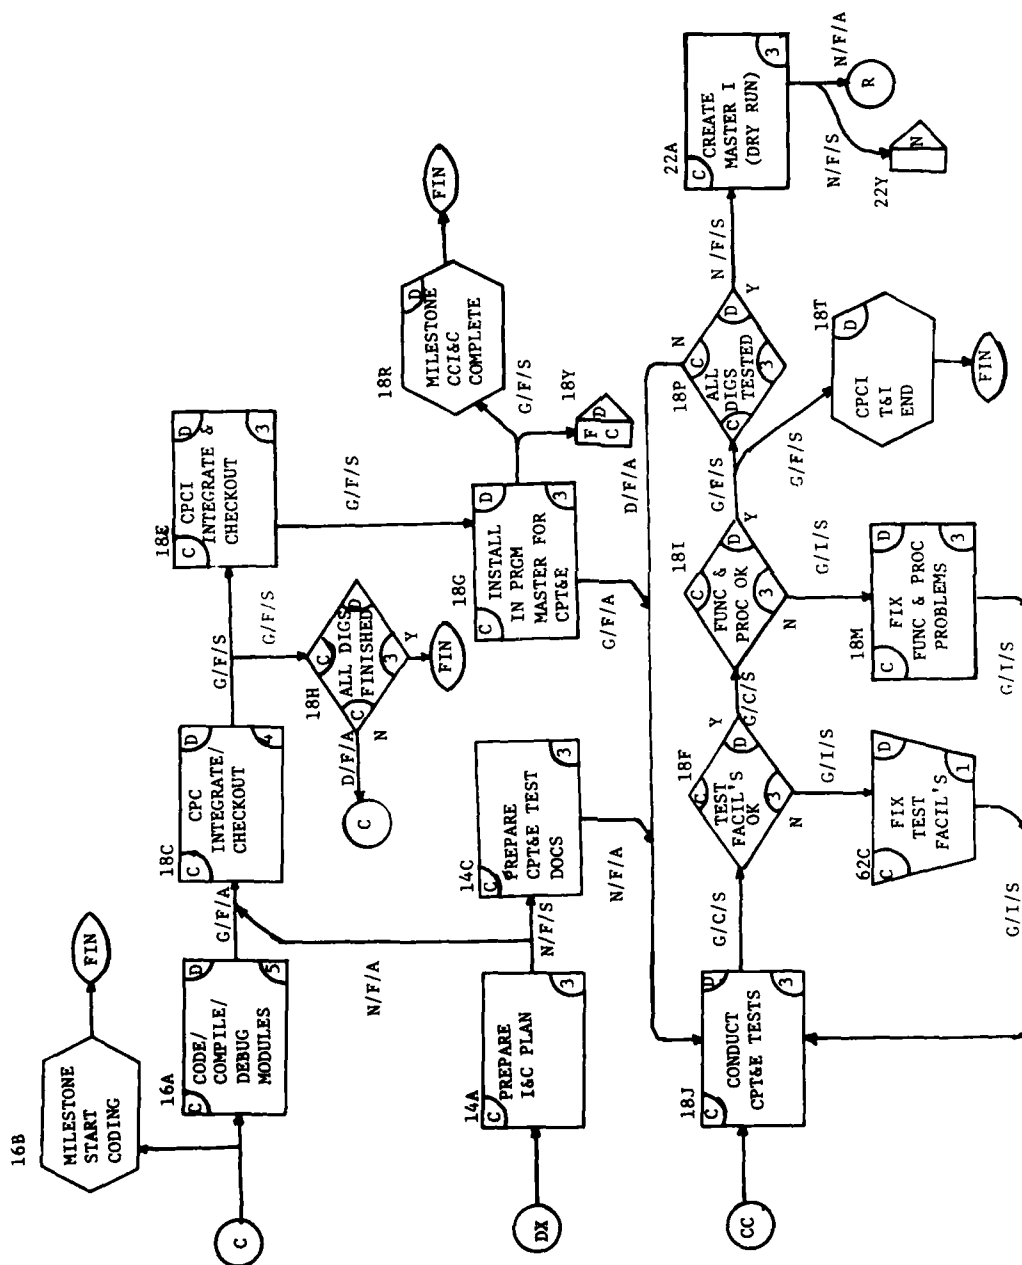 16B
MILESTONE
START
CODING
FIN
C
16A
C
D
CODE/
COMPILE/
DEBUG
MODULES
5
G/F/A
18C
C
D
CPC
INTEGRATE/
CHECKOUT
4
G/F/S
G/F/S
18E
C
D
CPCI
INTEGRATE &
CHECKOUT
3
G/F/S
18H
C
C
D
3
ALL DIGS
FINISHED
N
Y
D/F/A
C
FIN
18G
C
D
INSTALL
IN PRGM
MASTER FOR
CPT&E
3
G/F/S
G/F/A
18R
D
MILESTONE
CCI&C
COMPLETE
FIN
18Y
F
C
D
DX
14A
C
PREPARE
I&C PLAN
3
N/F/A
N/F/S
14C
C
PREPARE
CPT&E TEST
DOCS
3
N/F/A
D/F/A
CC
18J
C
D
CONDUCT
CPT&E TESTS
3
G/C/S
18F
C
D
3
TEST
FACIL'S
OK
Y
N
G/C/S
G/I/S
62C
C
D
FIX
TEST
FACIL'S
1
G/I/S
18I
C
D
3
FUNC &
PROC OK
Y
N
G/F/S
G/I/S
18M
C
D
FIX
FUNC & PROC
PROBLEMS
3
G/I/S
18P
C
C
D
3
ALL
DIGS
TESTED
N
Y
G/F/S
18T
D
CPCI
T&I
END
FIN
N/F/S
22A
C
CREATE
MASTER I
(DRY RUN)
3
N/F/A
R
N/F/S
22Y
N